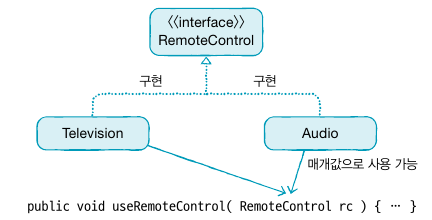 《interface》
RemoteControl
구현 구현
Television Audio
매개값으로 사용 가능
public void useRemoteControl( RemoteControl rc ) { ⋯ }